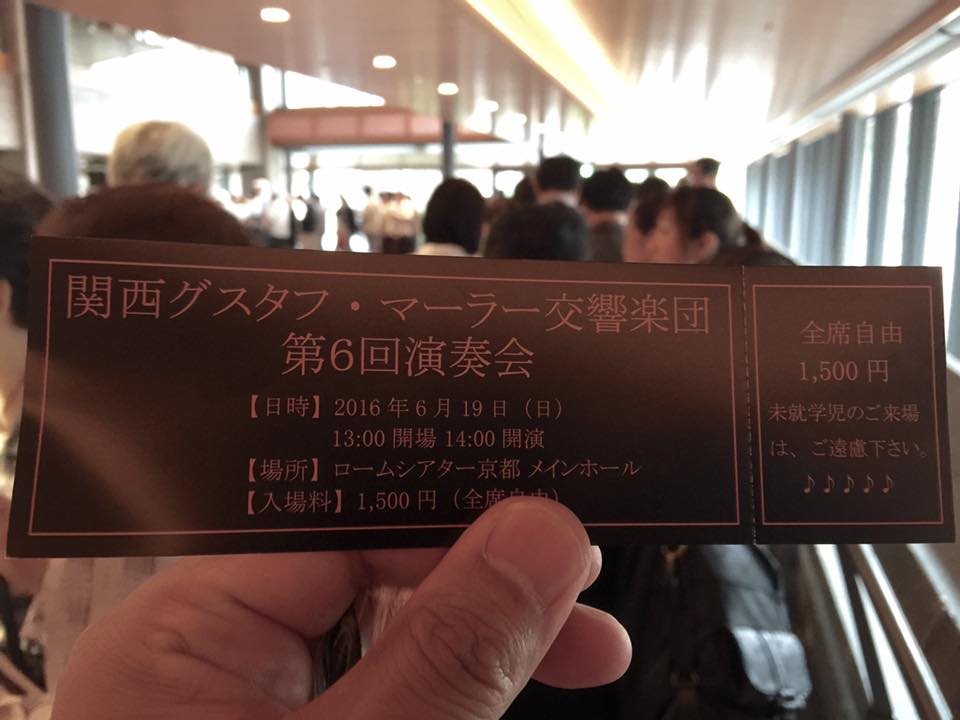 関西グスタフ・マーラー交響楽団
第6回演奏会
【日時】2016年6月19日（日）
13:00 開場 14:00 開演
【場所】ロームシアター京都 メインホール
【入場料】1,500円（全席自由）
全席自由
1,500円
未就学児のご来場
は、ご遠慮下さい。
♪♪♪♪♪